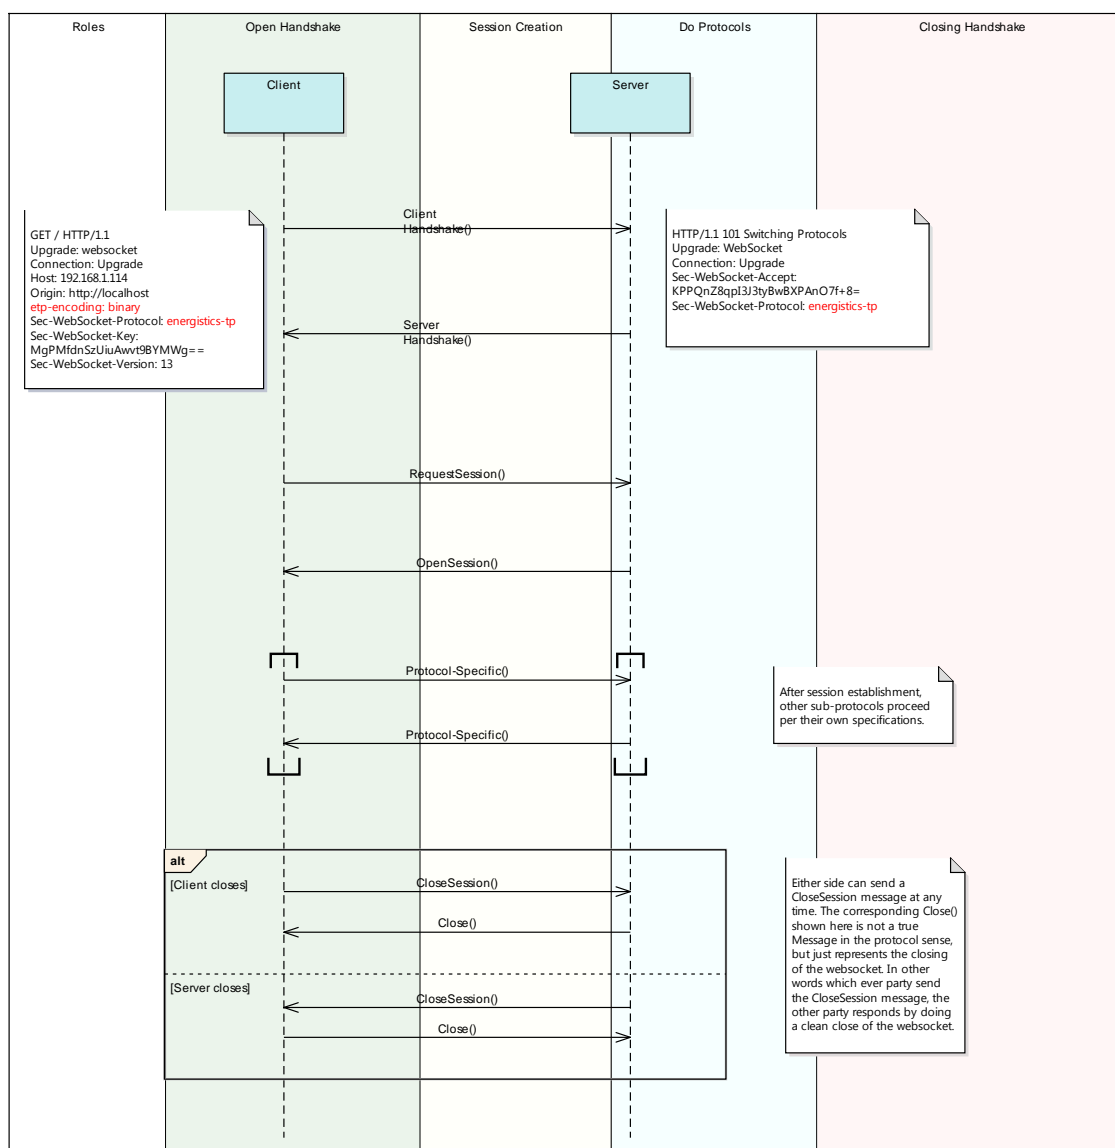 Roles
Open Handshake
Session Creation
Do Protocols
Closing Handshake
Client
Server
GET / HTTP/1.1
Upgrade: websocket
Connection: Upgrade
Host: 192.168.1.114
Origin: http://localhost
etp-encoding: binary
Sec-WebSocket-Protocol: energistics-tp
Sec-WebSocket-Key:
MgPMfdnSzUiuAwvt9BYMWg==
Sec-WebSocket-Version: 13
Client
Handshake()
HTTP/1.1 101 Switching Protocols
Upgrade: WebSocket
Connection: Upgrade
Sec-WebSocket-Accept:
KPPQnZ8qpI3J3tyBwBXPAnO7f+8=
Sec-WebSocket-Protocol: energistics-tp
Server
Handshake()
RequestSession()
OpenSession()
Protocol-Specific()
Protocol-Specific()
After session establishment,
other sub-protocols proceed
per their own specifications.
alt
[Client closes]
CloseSession()
Close()
[Server closes]
CloseSession()
Close()
Either side can send a
CloseSession message at any
time. The corresponding Close()
shown here is not a true
Message in the protocol sense,
but just represents the closing
of the websocket. In other
words which ever party send
the CloseSession message, the
other party responds by doing
a clean close of the websocket.